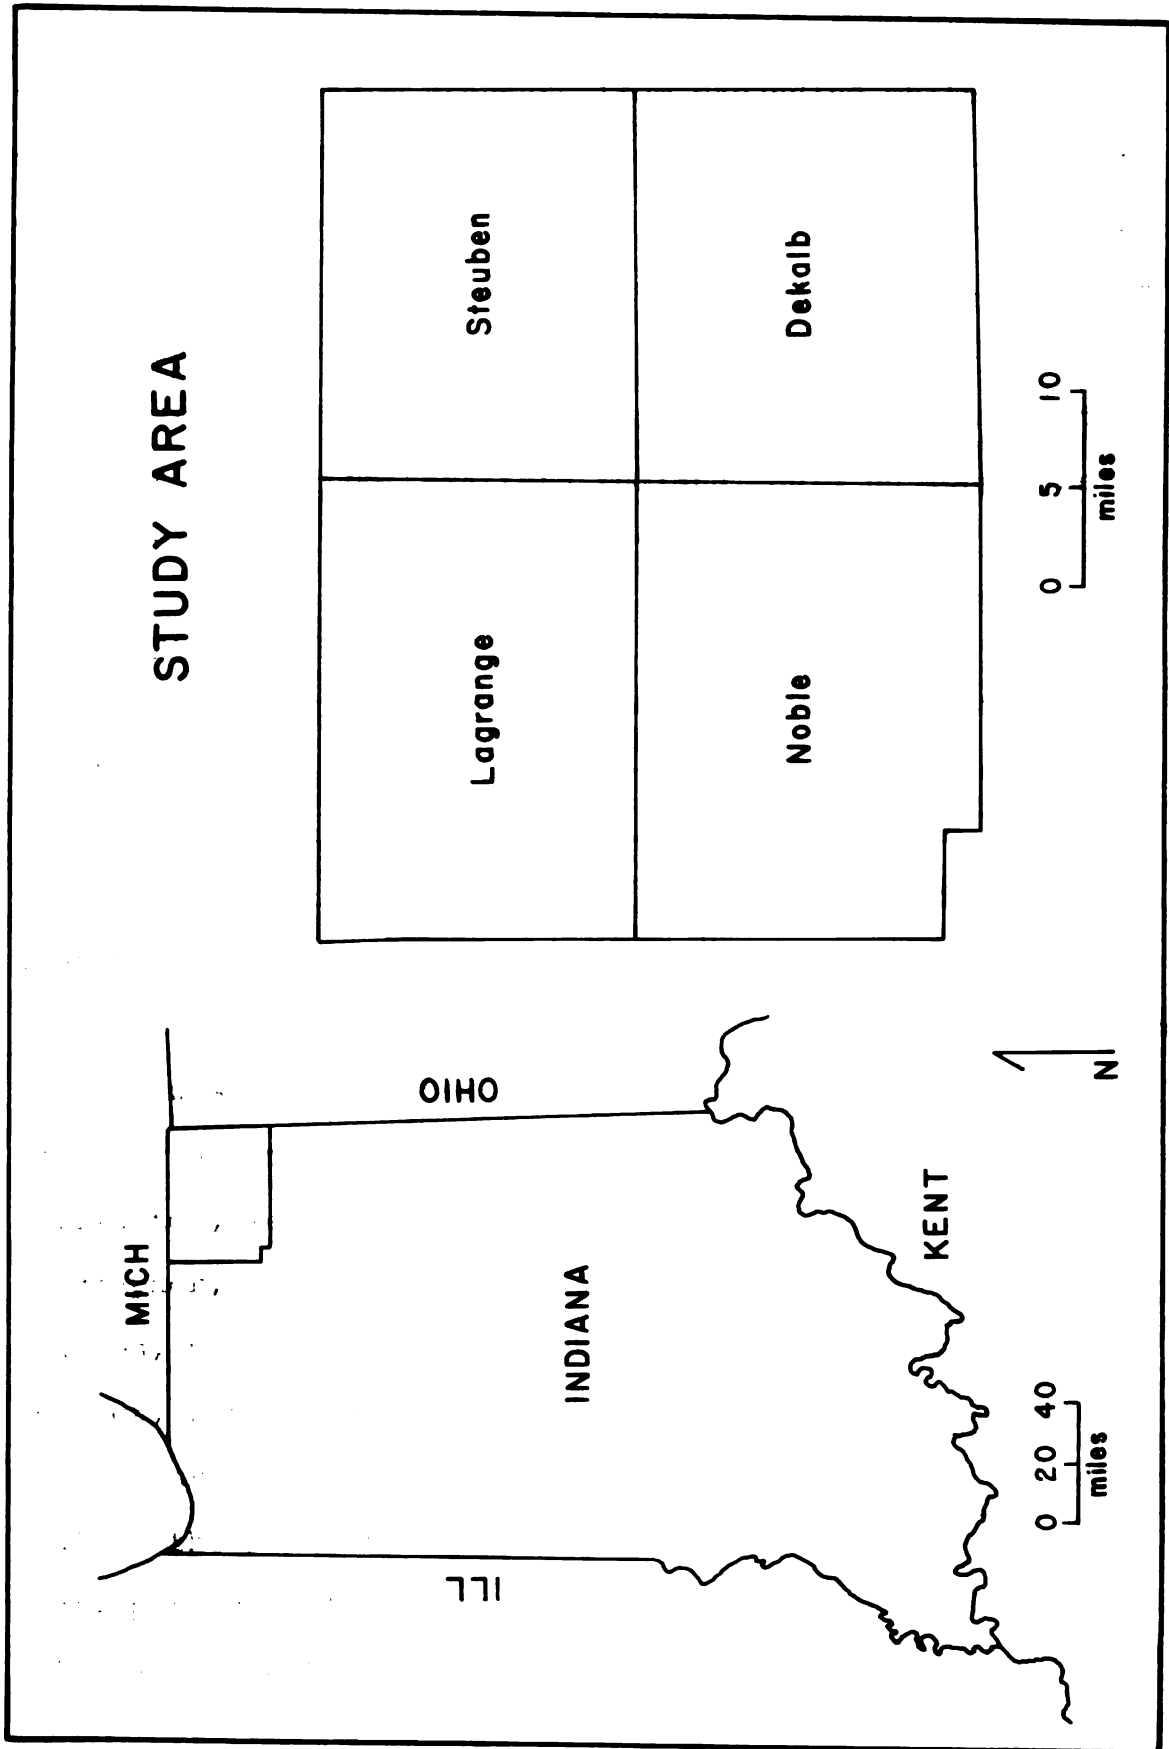 STUDY AREA
MICH
OHIO
INDIANA
ILL
KENT
0 20 40
miles
N
Lagrange
Steuben
Noble
Dekalb
0 5 10
miles